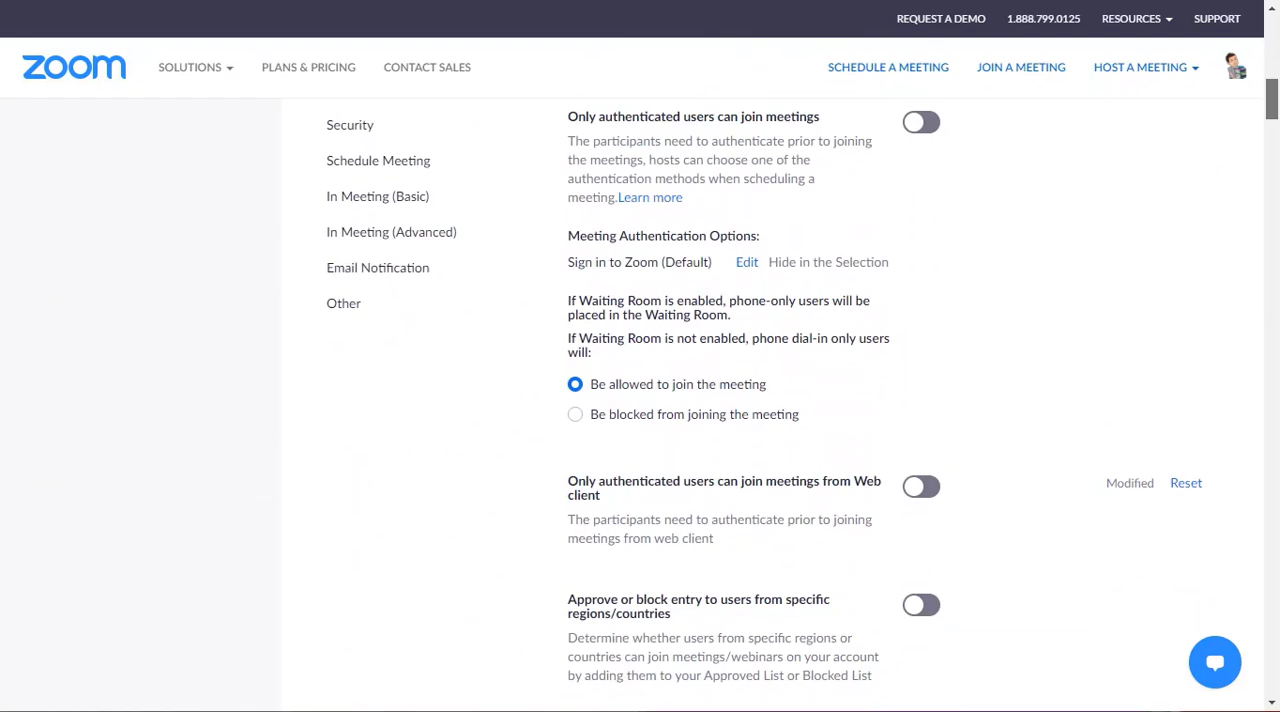 REQUEST A DEMO 1.888.799.0125 RESOURCES SUPPORT
zoom SOLUTIONS PLANS & PRICING CONTACT SALES SCHEDULE A MEETING JOIN A MEETING HOST A MEETING
Security
Schedule Meeting
In Meeting (Basic)
In Meeting (Advanced)
Email Notification
Other
Only authenticated users can join meetings
The participants need to authenticate prior to joining
the meetings, hosts can choose one of the
authentication methods when scheduling a
meeting.Learn more
Meeting Authentication Options:
Sign in to Zoom (Default) Edit Hide in the Selection
If Waiting Room is enabled, phone-only users will be
placed in the Waiting Room.
If Waiting Room is not enabled, phone dial-in only users
will:
Be allowed to join the meeting
Be blocked from joining the meeting
Only authenticated users can join meetings from Web
client
Modified Reset
The participants need to authenticate prior to joining
meetings from web client
Approve or block entry to users from specific
regions/countries
Determine whether users from specific regions or
countries can join meetings/webinars on your account
by adding them to your Approved List or Blocked List